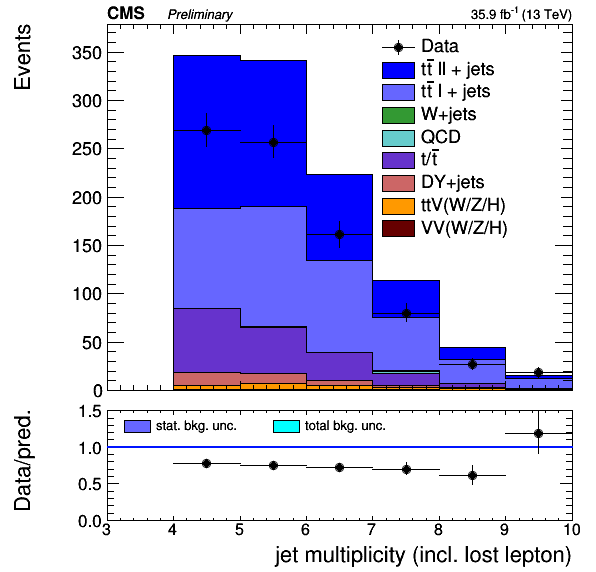 CMS Preliminary 35.9 fb⁻¹ (13 TeV)
Events
350
300
250
200
150
100
50
0
Data
tt̄ ll + jets
tt̄ l + jets
W+jets
QCD
t/t̄
DY+jets
ttV(W/Z/H)
VV(W/Z/H)
Data/pred.
1.5
1.0
0.5
0.0
stat. bkg. unc. total bkg. unc.
3 4 5 6 7 8 9 10
jet multiplicity (incl. lost lepton)